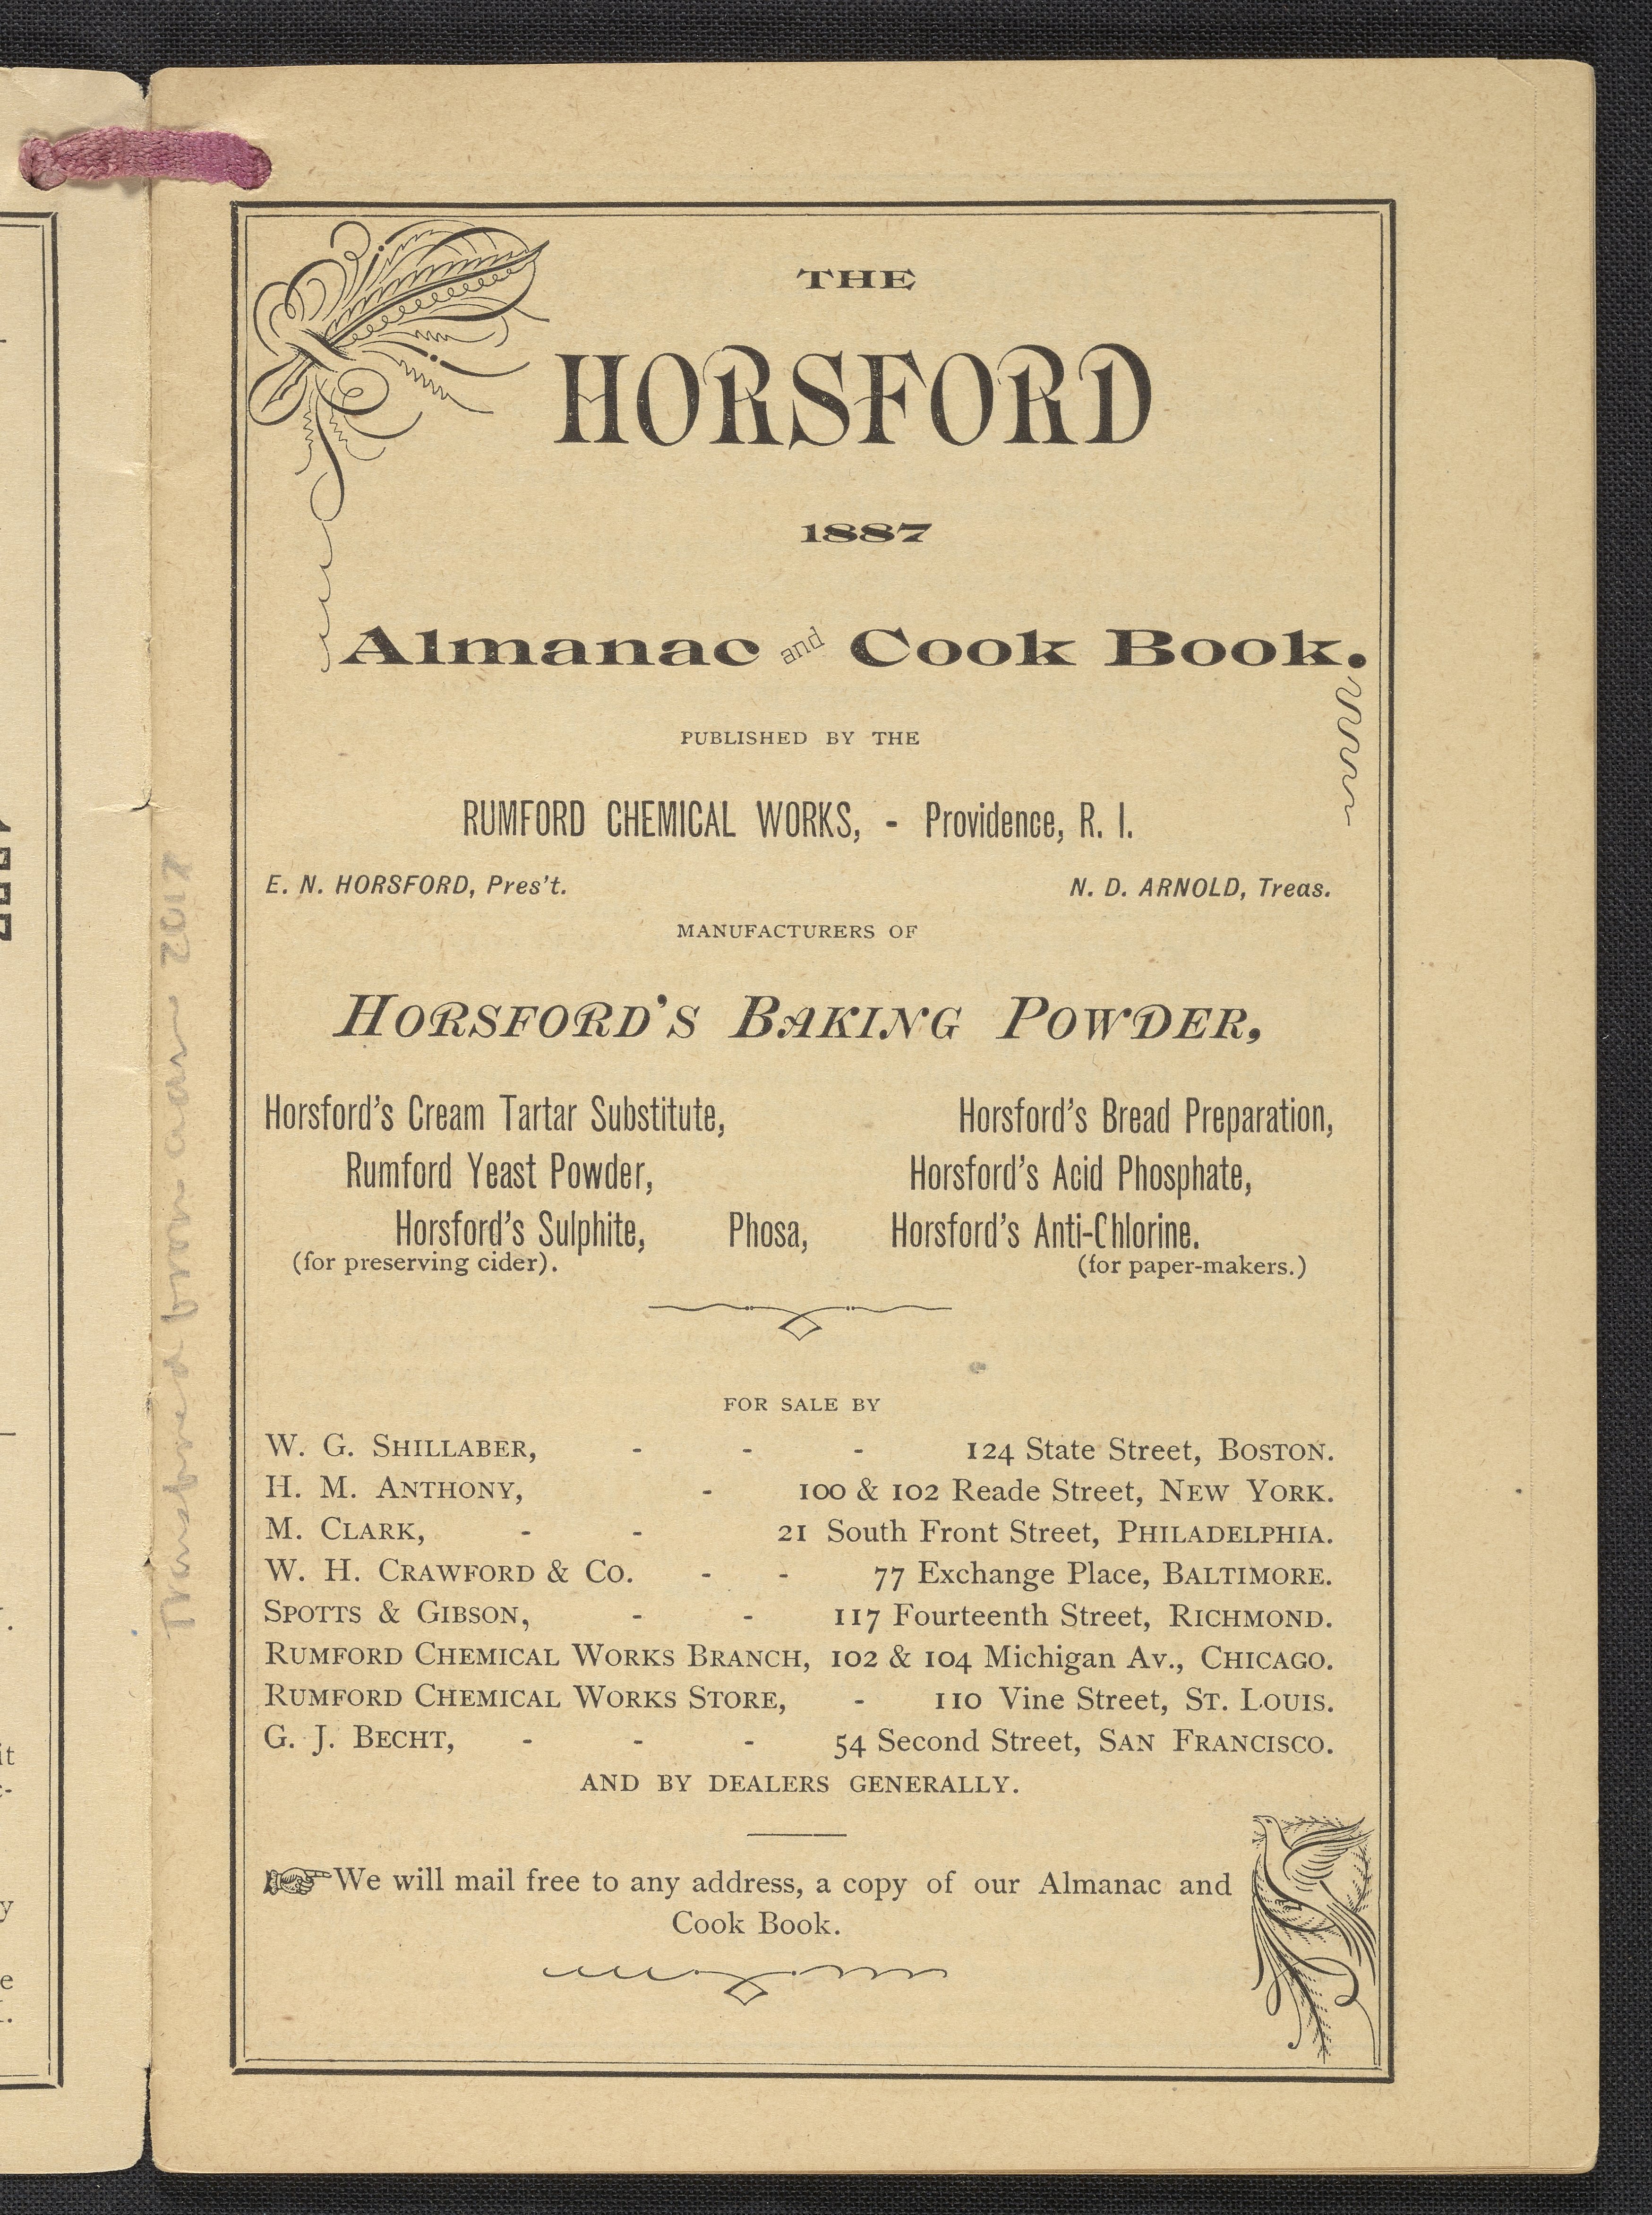 THE
HORSFORD
1887
Almanac and Cook Book.
PUBLISHED BY THE
RUMFORD CHEMICAL WORKS, - Providence, R. I.
E. N. HORSFORD, Pres't. N. D. ARNOLD, Treas.
MANUFACTURERS OF
HORSFORD'S BAKING POWDER,
Horsford's Cream Tartar Substitute, Horsford's Bread Preparation,
Rumford Yeast Powder, Horsford's Acid Phosphate,
Horsford's Sulphite, Phosa, Horsford's Anti-Chlorine.
(for preserving cider). (for paper-makers.)
FOR SALE BY
W. G. SHILLABER, - - - 124 State Street, BOSTON.
H. M. ANTHONY, - 100 & 102 Reade Street, NEW YORK.
M. CLARK, - - 21 South Front Street, PHILADELPHIA.
W. H. CRAWFORD & CO. - - 77 Exchange Place, BALTIMORE.
SPOTTS & GIBSON, - - 117 Fourteenth Street, RICHMOND.
RUMFORD CHEMICAL WORKS BRANCH, 102 & 104 Michigan Av., CHICAGO.
RUMFORD CHEMICAL WORKS STORE, - 110 Vine Street, ST. LOUIS.
G. J. BECHT, - - - 54 Second Street, SAN FRANCISCO.
AND BY DEALERS GENERALLY.
We will mail free to any address, a copy of our Almanac and
Cook Book.
Transferred from
2017